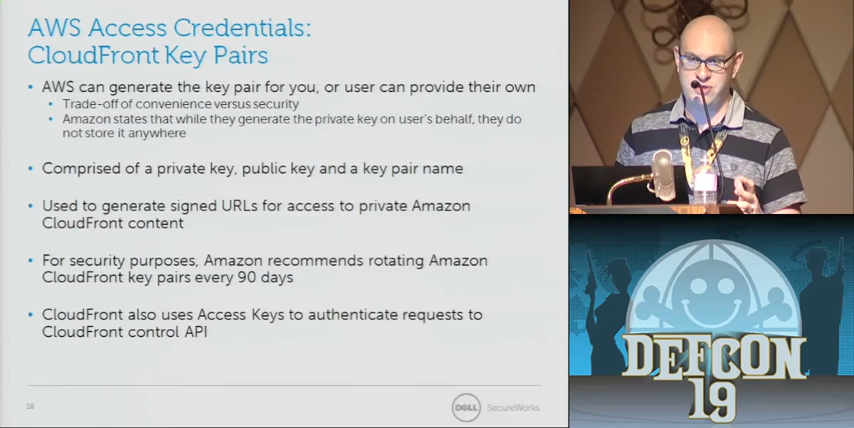 AWS Access Credentials:
CloudFront Key Pairs
• AWS can generate the key pair for you, or user can provide their own
• Trade-off of convenience versus security
• Amazon states that while they generate the private key on user's behalf, they do
not store it anywhere
• Comprised of a private key, public key and a key pair name
• Used to generate signed URLs for access to private Amazon
CloudFront content
• For security purposes, Amazon recommends rotating Amazon
CloudFront key pairs every 90 days
• CloudFront also uses Access Keys to authenticate requests to
CloudFront control API
18
DELL
SecureWorks
DEFCON
19